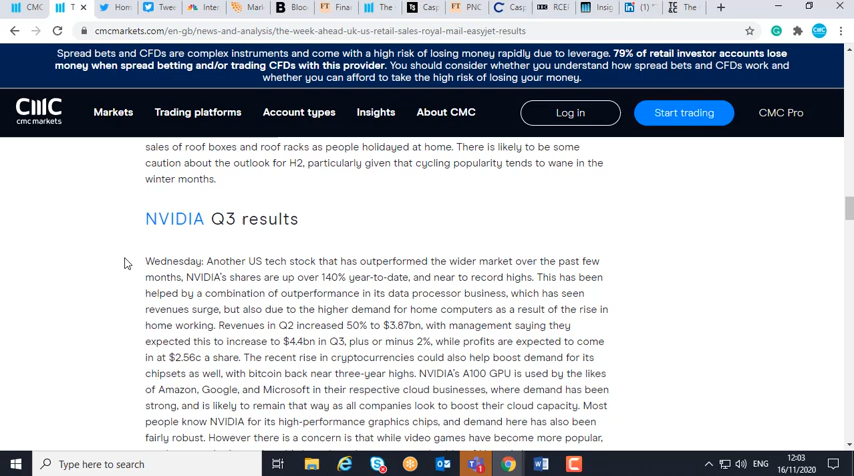 CMC
T
Hom
Twee
Inter
Mark
Bloo
Finar
The
Casp
PNC
Casp
RCEF
Insig
(1)
The
cmcmarkets.com/en-gb/news-and-analysis/the-week-ahead-uk-us-retail-sales-royal-mail-easyjet-results
Spread bets and CFDs are complex instruments and come with a high risk of losing money rapidly due to leverage. 79% of retail investor accounts lose
money when spread betting and/or trading CFDs with this provider. You should consider whether you understand how spread bets and CFDs work and
whether you can afford to take the high risk of losing your money.
cmc markets
Markets
Trading platforms
Account types
Insights
About CMC
Log in
Start trading
CMC Pro
sales of roof boxes and roof racks as people holidayed at home. There is likely to be some
caution about the outlook for H2, particularly given that cycling popularity tends to wane in the
winter months.
NVIDIA Q3 results
Wednesday: Another US tech stock that has outperformed the wider market over the past few
months, NVIDIA's shares are up over 140% year-to-date, and near to record highs. This has been
helped by a combination of outperformance in its data processor business, which has seen
revenues surge, but also due to the higher demand for home computers as a result of the rise in
home working. Revenues in Q2 increased 50% to $3.87bn, with management saying they
expected this to increase to $4.4bn in Q3, plus or minus 2%, while profits are expected to come
in at $2.56c a share. The recent rise in cryptocurrencies could also help boost demand for its
chipsets as well, with bitcoin back near three-year highs. NVIDIA's A100 GPU is used by the likes
of Amazon, Google, and Microsoft in their respective cloud businesses, where demand has been
strong, and is likely to remain that way as all companies look to boost their cloud capacity. Most
people know NVIDIA for its high-performance graphics chips, and demand here has also been
fairly robust. However there is a concern is that while video games have become more popular,
Type here to search
ENG
12:03
16/11/2020